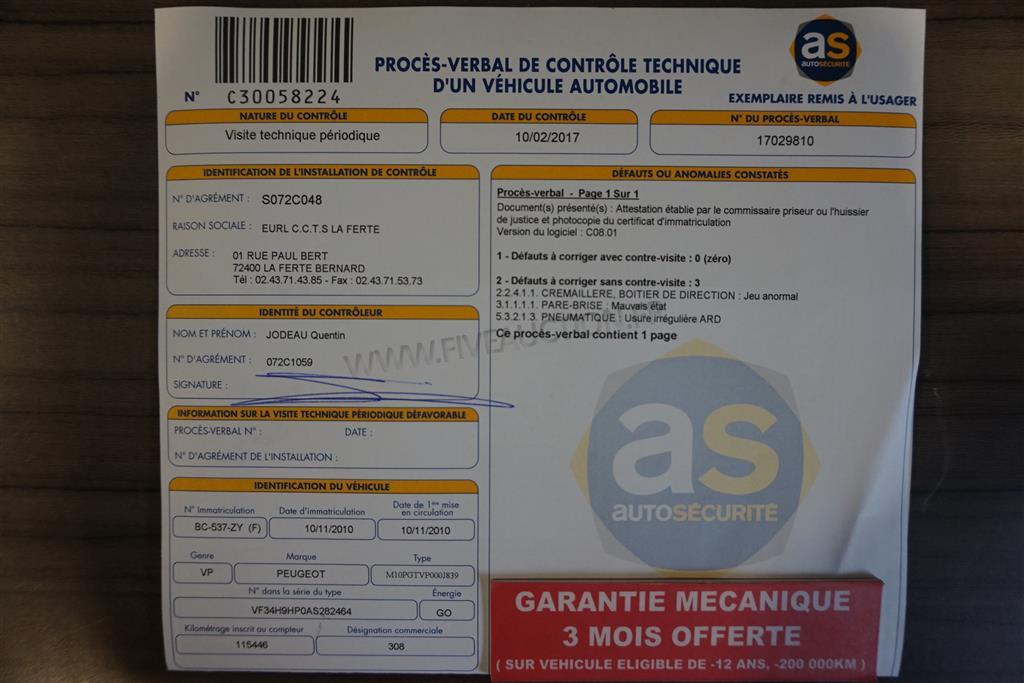 N° C30058224
PROCÈS-VERBAL DE CONTRÔLE TECHNIQUE
D'UN VÉHICULE AUTOMOBILE
as
AUTOSÉCURITÉ
EXEMPLAIRE REMIS À L'USAGER
NATURE DU CONTRÔLE
Visite technique périodique
DATE DU CONTRÔLE
10/02/2017
N° DU PROCÈS-VERBAL
17029810
IDENTIFICATION DE L'INSTALLATION DE CONTRÔLE
N° D'AGRÉMENT : S072C048
RAISON SOCIALE : EURL C.C.T.S LA FERTE
ADRESSE : 01 RUE PAUL BERT
72400 LA FERTE BERNARD
Tél : 02.43.71.43.85 - Fax : 02.43.71.53.73
IDENTITÉ DU CONTRÔLEUR
NOM ET PRÉNOM : JODEAU Quentin
N° D'AGRÉMENT : 072C1059
SIGNATURE :
INFORMATION SUR LA VISITE TECHNIQUE PÉRIODIQUE DÉFAVORABLE
PROCÈS-VERBAL N° : DATE :
N° D'AGRÉMENT DE L'INSTALLATION :
IDENTIFICATION DU VÉHICULE
N° Immatriculation Date d'immatriculation Date de 1ère mise
en circulation
BC-537-ZY (F) 10/11/2010 10/11/2010
Genre Marque Type
VP PEUGEOT M10PGTVP000J839
N° dans la série du type Énergie
VF34H9HP0AS282464 GO
Kilométrage inscrit au compteur Désignation commerciale
115446 308
DÉFAUTS OU ANOMALIES CONSTATÉS
Procès-verbal - Page 1 Sur 1
Document(s) présenté(s) : Attestation établie par le commissaire priseur ou l'huissier
de justice et photocopie du certificat d'immatriculation
Version du logiciel : C08.01
1 - Défauts à corriger avec contre-visite : 0 (zéro)
2 - Défauts à corriger sans contre-visite : 3
2.2.4.1.1. CREMAILLERE, BOITIER DE DIRECTION : Jeu anormal
3.1.1.1.1. PARE-BRISE : Mauvais état
5.3.2.1.3. PNEUMATIQUE : Usure irrégulière ARD
Ce procès-verbal contient 1 page
as
AUTOSÉCURITÉ
GARANTIE MECANIQUE
3 MOIS OFFERTE
( SUR VEHICULE ELIGIBLE DE -12 ANS, -200 000KM )